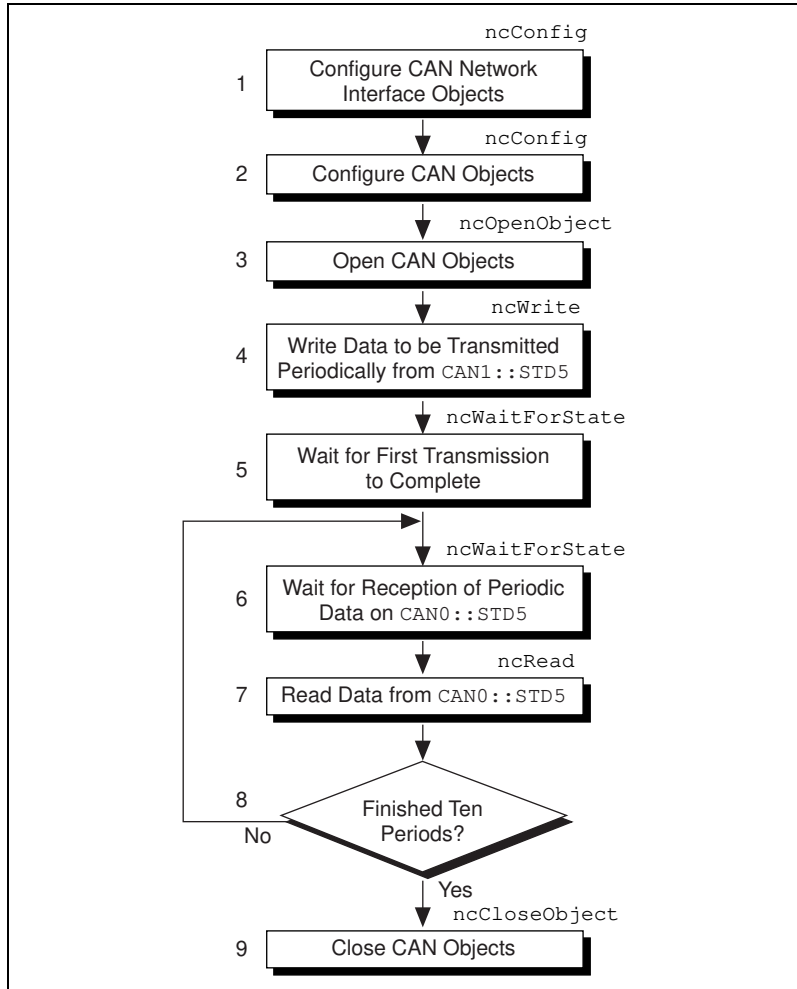 ncConfig
1
Configure CAN Network
Interface Objects
ncConfig
2
Configure CAN Objects
ncOpenObject
3
Open CAN Objects
ncWrite
4
Write Data to be Transmitted
Periodically from CAN1::STD5
ncWaitForState
5
Wait for First Transmission
to Complete
ncWaitForState
6
Wait for Reception of Periodic
Data on CAN0::STD5
ncRead
7
Read Data from CAN0::STD5
8
Finished Ten
Periods?
No
Yes
ncCloseObject
9
Close CAN Objects